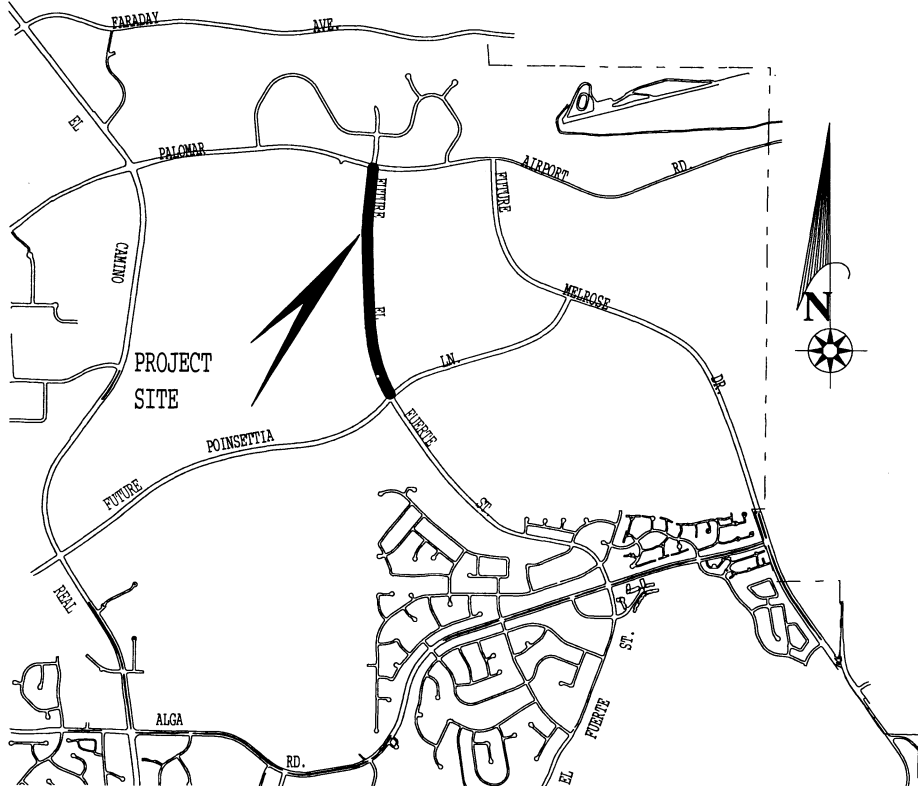 FARADAY AVE.
EL
PALOMAR
AIRPORT
RD.
FUTURE
FUTURE
CAMINO
MELROSE
EL
N
PROJECT
SITE
LN.
DR.
FUERTE
POINSETTIA
FUTURE
ST.
REAL
ST.
FUERTE
ALGA
RD.
EL